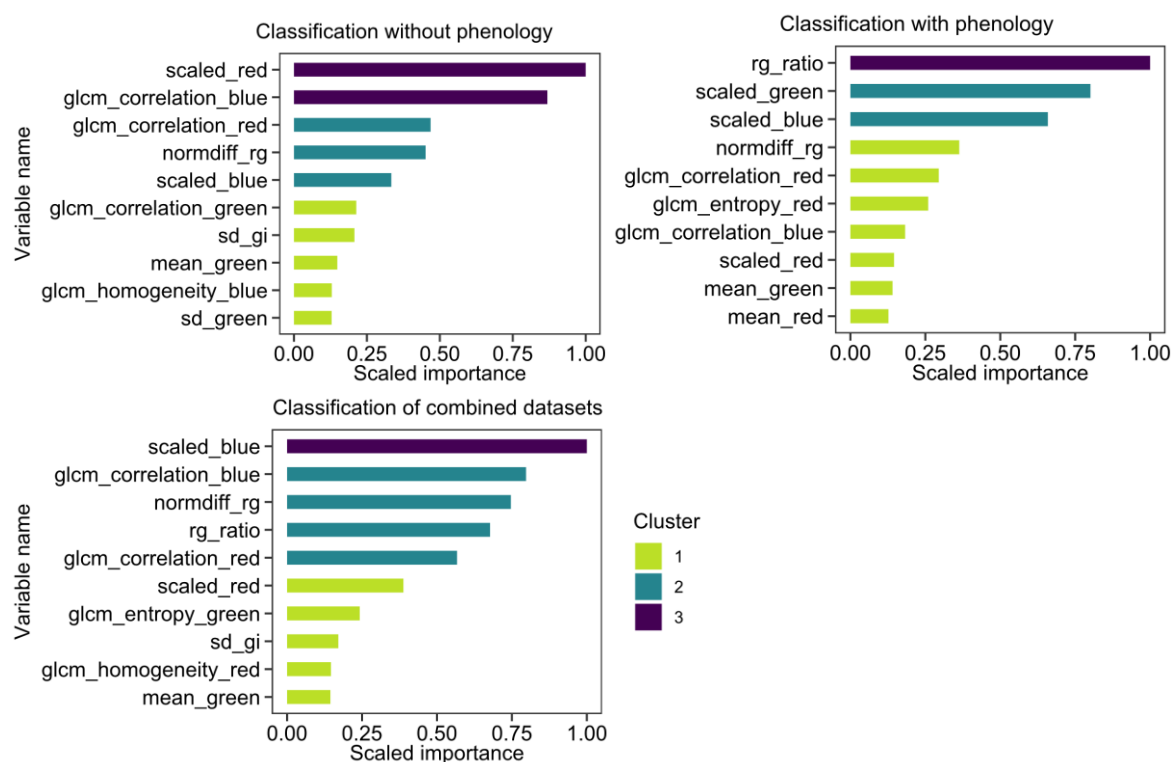 Classification without phenology
Variable name
scaled_red
glcm_correlation_blue
glcm_correlation_red
normdiff_rg
scaled_blue
glcm_correlation_green
sd_gi
mean_green
glcm_homogeneity_blue
sd_green
0.00 0.25 0.50 0.75 1.00
Scaled importance
Classification with phenology
rg_ratio
scaled_green
scaled_blue
normdiff_rg
glcm_correlation_red
glcm_entropy_red
glcm_correlation_blue
scaled_red
mean_green
mean_red
0.00 0.25 0.50 0.75 1.00
Scaled importance
Classification of combined datasets
Variable name
scaled_blue
glcm_correlation_blue
normdiff_rg
rg_ratio
glcm_correlation_red
scaled_red
glcm_entropy_green
sd_gi
glcm_homogeneity_red
mean_green
0.00 0.25 0.50 0.75 1.00
Scaled importance
Cluster
1
2
3